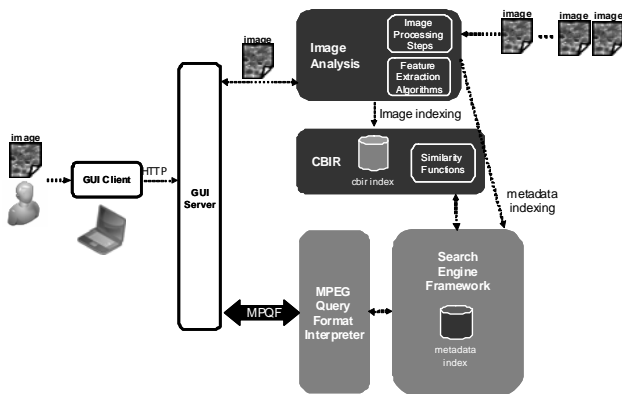 image
GUI Client
HTTP
GUI
Server
image
Image
Analysis
Image
Processing
Steps
Feature
Extraction
Algorithms
image
image
image
Image indexing
CBIR
cbir index
Similarity
Functions
metadata
indexing
MPQF
MPEG
Query
Format
Interpreter
Search
Engine
Framework
metadata
index